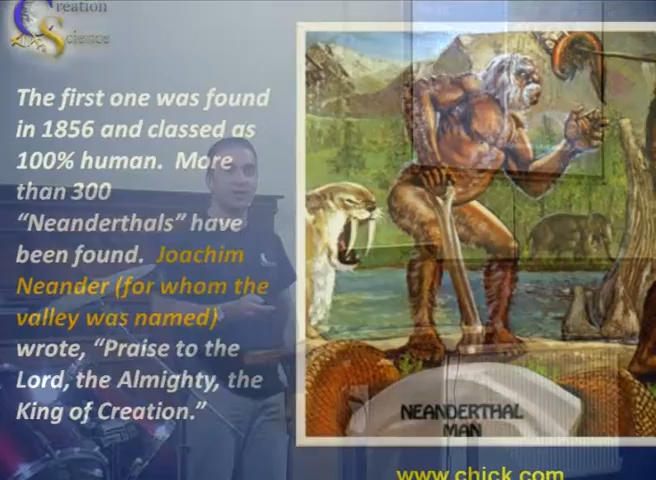 Creation
Science
The first one was found
in 1856 and classed as
100% human.  More
than 300
“Neanderthals” have
been found.  Joachim
Neander (for whom the
valley was named)
wrote, “Praise to the
Lord, the Almighty, the
King of Creation.”
NEANDERTHAL
MAN
www.chick.com